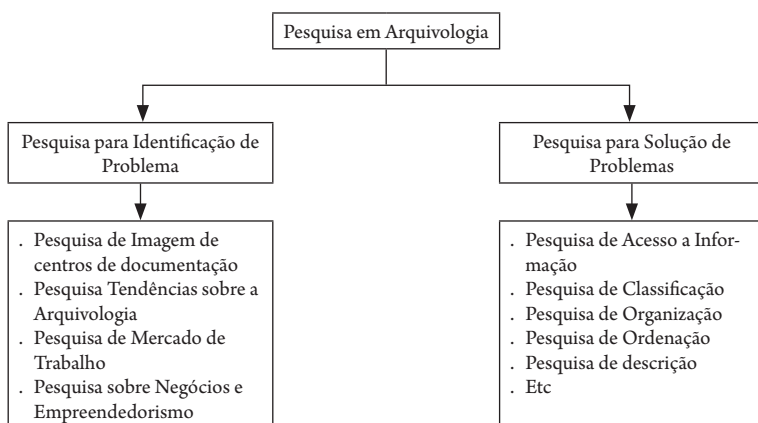 Pesquisa em Arquivologia
Pesquisa para Identificação de
Problema
Pesquisa para Solução de
Problemas
. Pesquisa de Imagem de
centros de documentação
. Pesquisa Tendências sobre a
Arquivologia
. Pesquisa de Mercado de
Trabalho
. Pesquisa sobre Negócios e
Empreendedorismo
. Pesquisa de Acesso a Infor-
mação
. Pesquisa de Classificação
. Pesquisa de Organização
. Pesquisa de Ordenação
. Pesquisa de descrição
. Etc